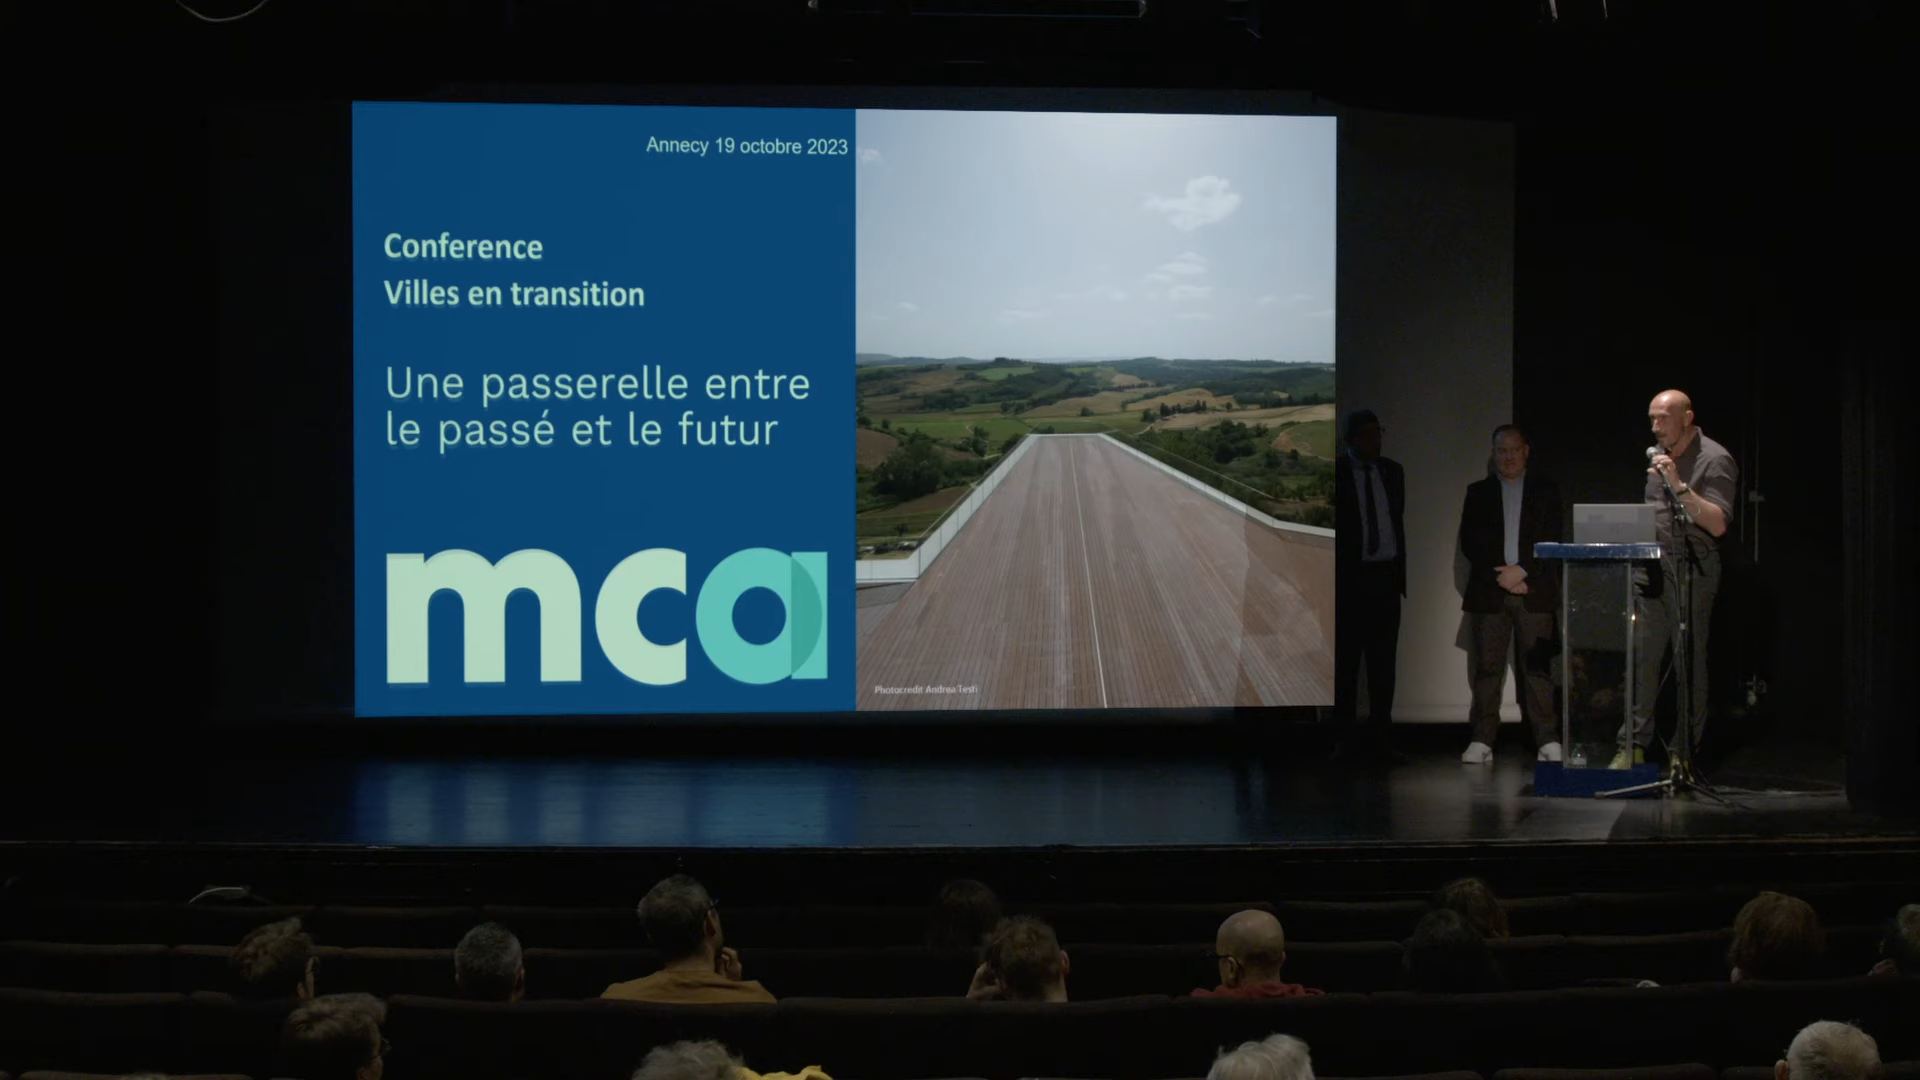 Annecy 19 octobre 2023
Conference
Villes en transition
Une passerelle entre
le passé et le futur
mca
Photocredit Andrea Testi